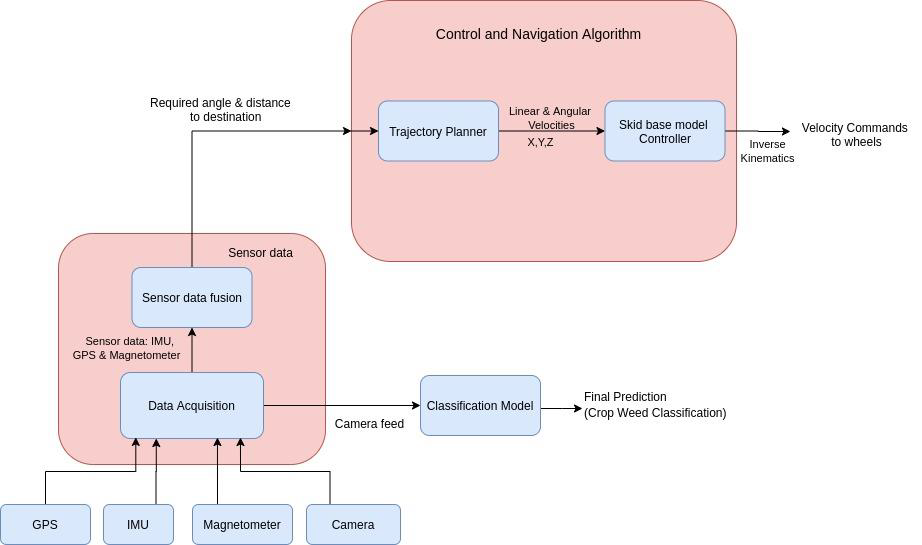 Control and Navigation Algorithm
Required angle & distance
to destination
Trajectory Planner
Linear & Angular
Velocities
X,Y,Z
Skid base model
Controller
Inverse
Kinematics
Velocity Commands
to wheels
Sensor data
Sensor data fusion
Sensor data: IMU,
GPS & Magnetometer
Data Acquisition
Camera feed
Classification Model
Final Prediction
(Crop Weed Classification)
GPS
IMU
Magnetometer
Camera